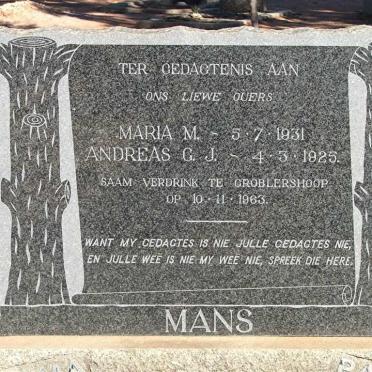 TER GEDAGTENIS AAN
ONS LIEWE OUERS
MARIA M. - 5·7·1931
ANDREAS G. J. - 4·3·1925.
SAAM VERDRINK TE GROBLERSHOOP
OP 10·11·1963.
WANT MY GEDAGTES IS NIE JULLE GEDAGTES NIE,
EN JULLE WEE IS NIE MY WEE NIE, SPREEK DIE HERE.
MANS